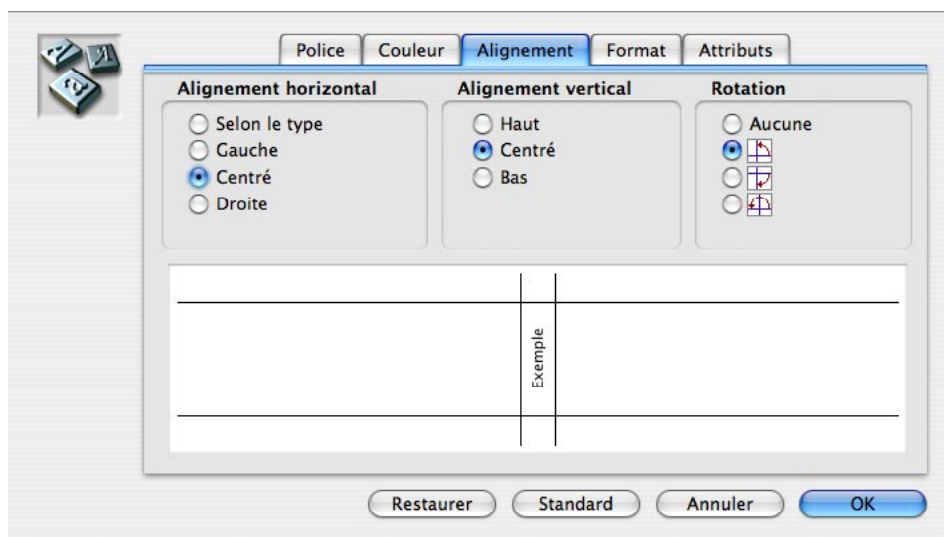 Police Couleur Alignement Format Attributs
Alignement horizontal
Selon le type
Gauche
Centré
Droite
Alignement vertical
Haut
Centré
Bas
Rotation
Aucune
Exemple
Restaurer Standard Annuler OK